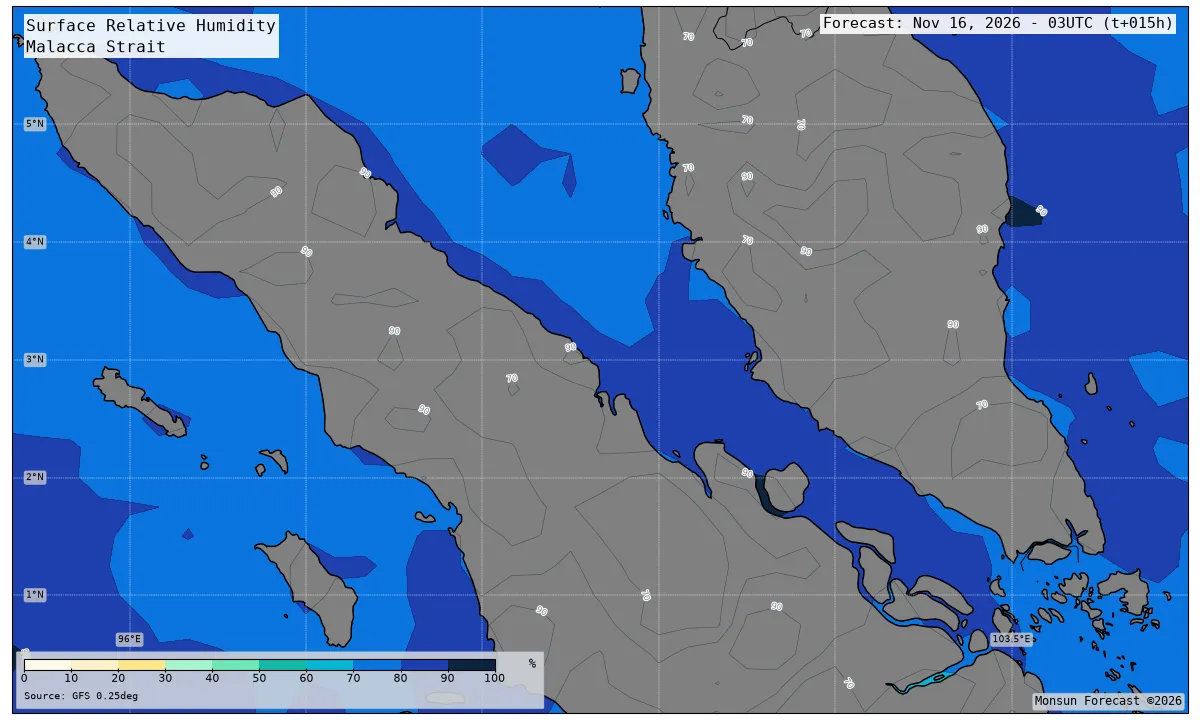 Surface Relative Humidity
Malacca Strait
Forecast: Nov 16, 2026 - 03UTC (t+015h)
70
70
70
5°N
70
70
70
90
90
90
90
90
4°N
70
90
90
90
90
3°N
90
70
90
70
2°N
90
1°N
70
90
90
96°E
103.5°E
70
%
0 10 20 30 40 50 60 70 80 90 100
Source: GFS 0.25deg
Monsun Forecast ©2026